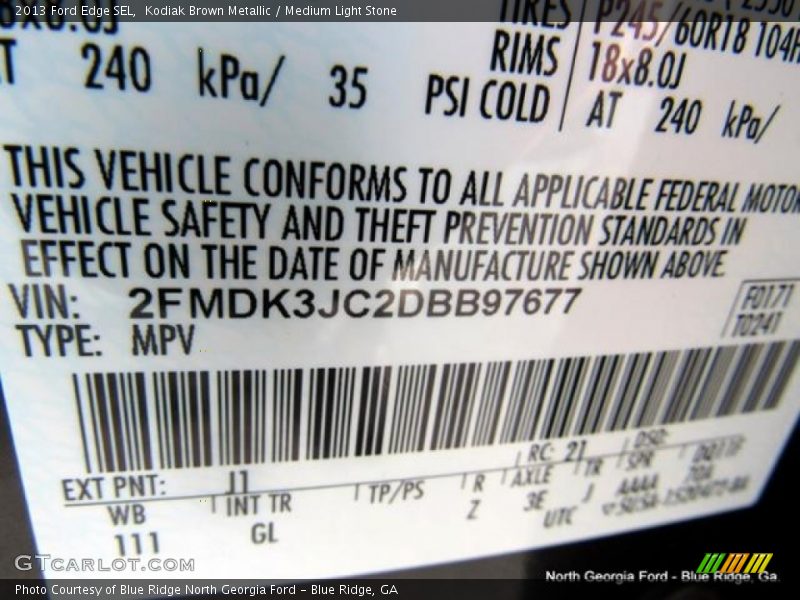 2013 Ford Edge SEL,  Kodiak Brown Metallic / Medium Light Stone
TIRES P245/60R18 104H
RIMS 18x8.0J
240 kPa/ 35 PSI COLD AT 240 kPa/
THIS VEHICLE CONFORMS TO ALL APPLICABLE FEDERAL MOTOR
VEHICLE SAFETY AND THEFT PREVENTION STANDARDS IN
EFFECT ON THE DATE OF MANUFACTURE SHOWN ABOVE.
VIN: 2FMDK3JC2DBB97677
F0171
T0241
TYPE: MPV
EXT PNT: J1 RC: 21 DSO:
WB INT TR TP/PS R AXLE TR SPR
111 GL Z 3E J AAAA
UTC
GTCARLOT.COM
North Georgia Ford - Blue Ridge, Ga.
Photo Courtesy of Blue Ridge North Georgia Ford – Blue Ridge, GA